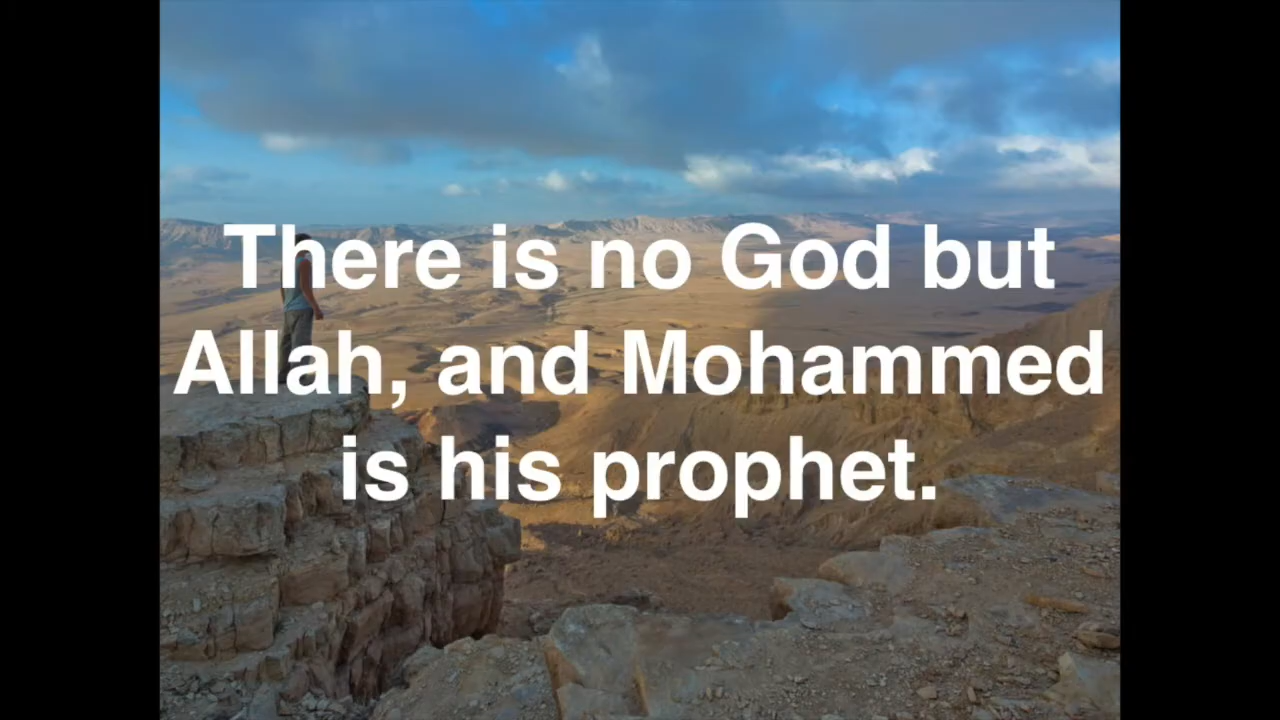 There is no God but
Allah, and Mohammed
is his prophet.